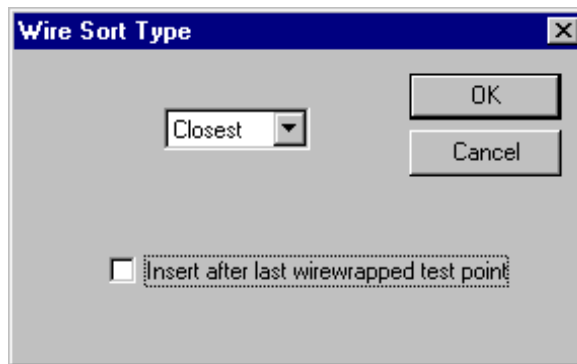 Wire Sort Type
OK
Closest
Cancel
Insert after last wirewrapped test point